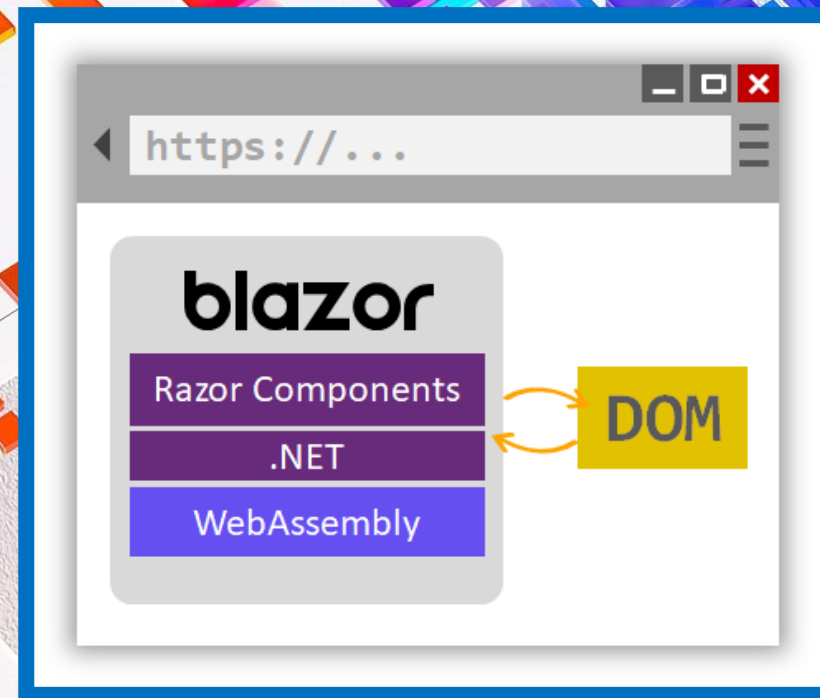 https://...
blazor
Razor Components
.NET
WebAssembly
DOM